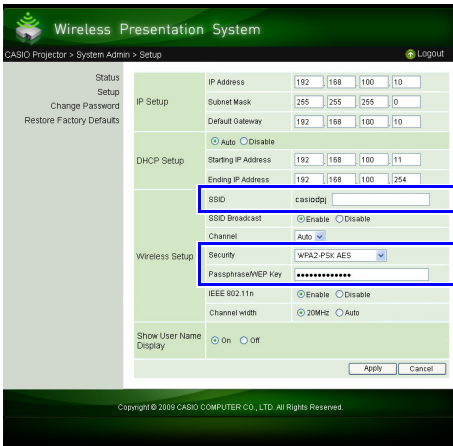 Wireless Presentation System
CASIO Projector > System Admin > Setup
Logout
Status
Setup
Change Password
Restore Factory Defaults
IP Setup
IP Address 192 . 168 . 100 . 10
Subnet Mask 255 . 255 . 255 . 0
Default Gateway 192 . 168 . 100 . 10
DHCP Setup
Auto Disable
Starting IP Address 192 . 168 . 100 . 11
Ending IP Address 192 . 168 . 100 . 254
Wireless Setup
SSID casiodpj
SSID Broadcast Enable Disable
Channel Auto
Security WPA2-PSK AES
Passphrase/WEP Key •••••••••••••
IEEE 802.11n Enable Disable
Channel width 20MHz Auto
Show User Name
Display
On Off
Apply Cancel
Copyright © 2009 CASIO COMPUTER CO., LTD. All Rights Reserved.